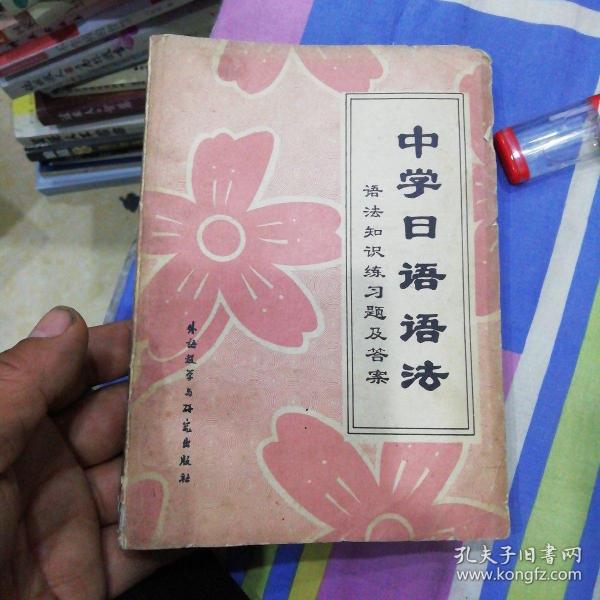 中学日语语法
语法知识练习题及答案
外语教学与研究出版社
孔夫子旧书网
www.kongfz.com